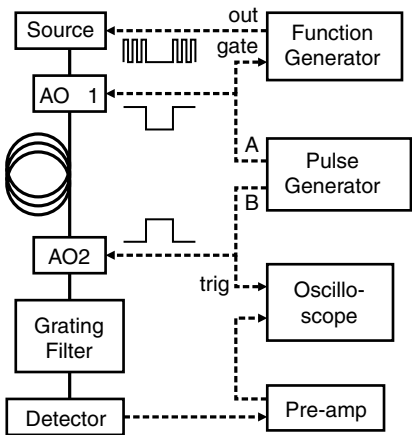 Source
out
gate
Function
Generator
AO 1
A
Pulse
Generator
B
AO2
trig
Oscillo-
scope
Grating
Filter
Detector
Pre-amp